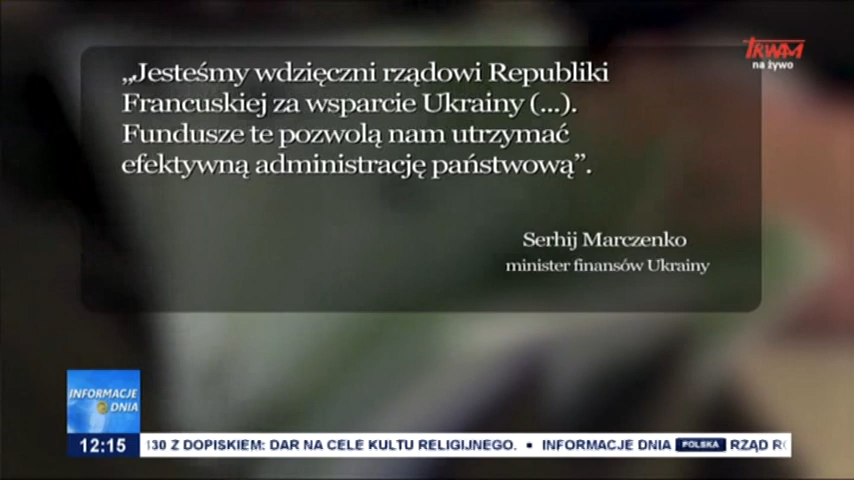 TRWAM
na żywo
„Jesteśmy wdzięczni rządowi Republiki
Francuskiej za wsparcie Ukrainy (...).
Fundusze te pozwolą nam utrzymać
efektywną administrację państwową”.
Serhij Marczenko
minister finansów Ukrainy
INFORMACJE
DNIA
12:15 130 Z DOPISKIEM: DAR NA CELE KULTU RELIGIJNEGO. ▪ INFORMACJE DNIA POLSKA RZĄD